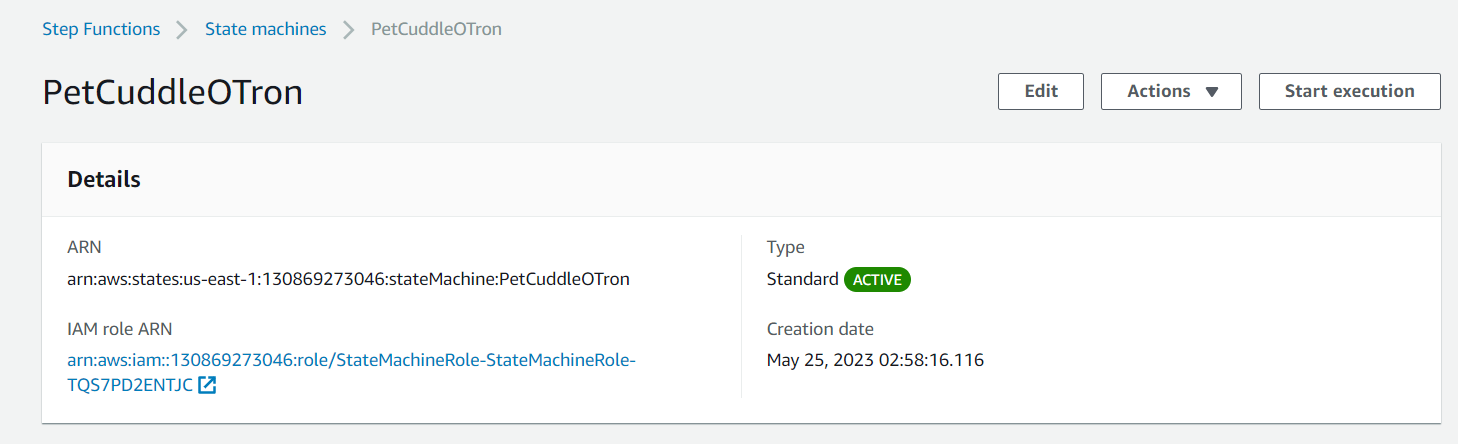 Step Functions > State machines > PetCuddleOTron
PetCuddleOTron
Edit
Actions
Start execution
Details
ARN
arn:aws:states:us-east-1:130869273046:stateMachine:PetCuddleOTron
IAM role ARN
arn:aws:iam::130869273046:role/StateMachineRole-StateMachineRole-
TQS7PD2ENTJC
Type
Standard ACTIVE
Creation date
May 25, 2023 02:58:16.116